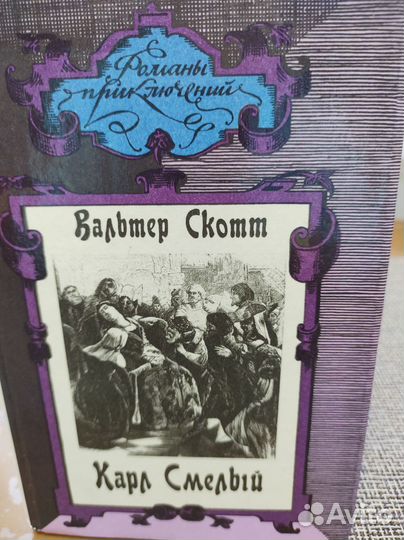 Романы
приключений
Вальтер Скотт
Карл Смелый
Avito